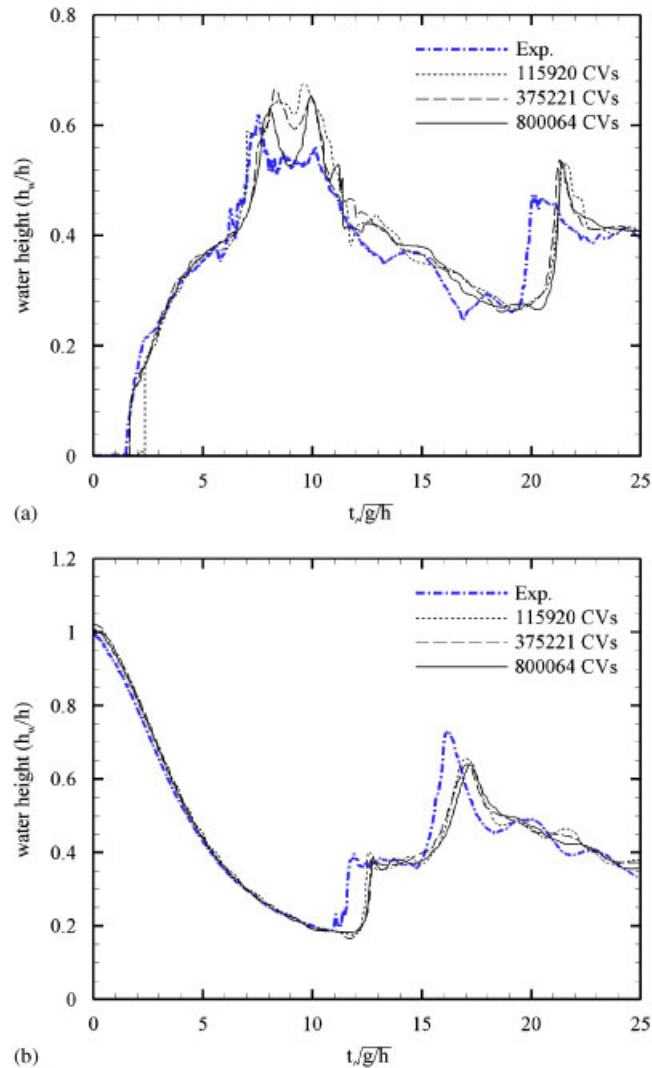 0.8
Exp.
115920 CVs
375221 CVs
800064 CVs
0.6
0.4
0.2
0
water height (h_w/h)
0 5 10 15 20 25
(a)
t√g/h
1.2
Exp.
115920 CVs
375221 CVs
800064 CVs
1
0.8
0.6
0.4
0.2
0
water height (h_w/h)
0 5 10 15 20 25
(b)
t√g/h